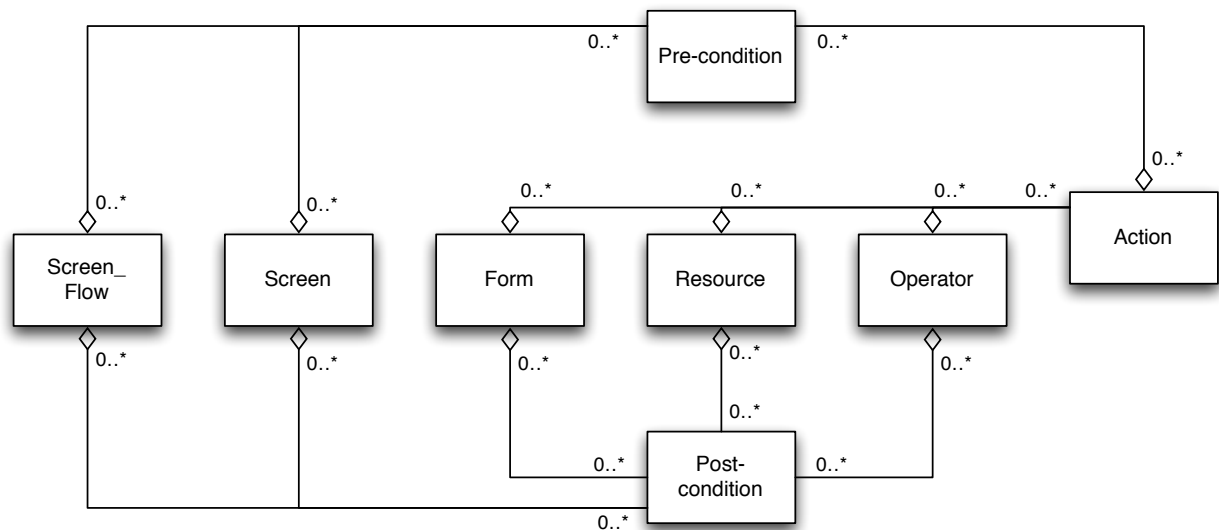 0..*
Pre-condition
0..*
0..*
0..*
0..*
0..*
0..*
0..*
0..*
Screen_
Flow
Screen
Form
Resource
Operator
Action
0..*
0..*
0..*
0..*
0..*
0..*
0..*
Post-
condition
0..*
0..*